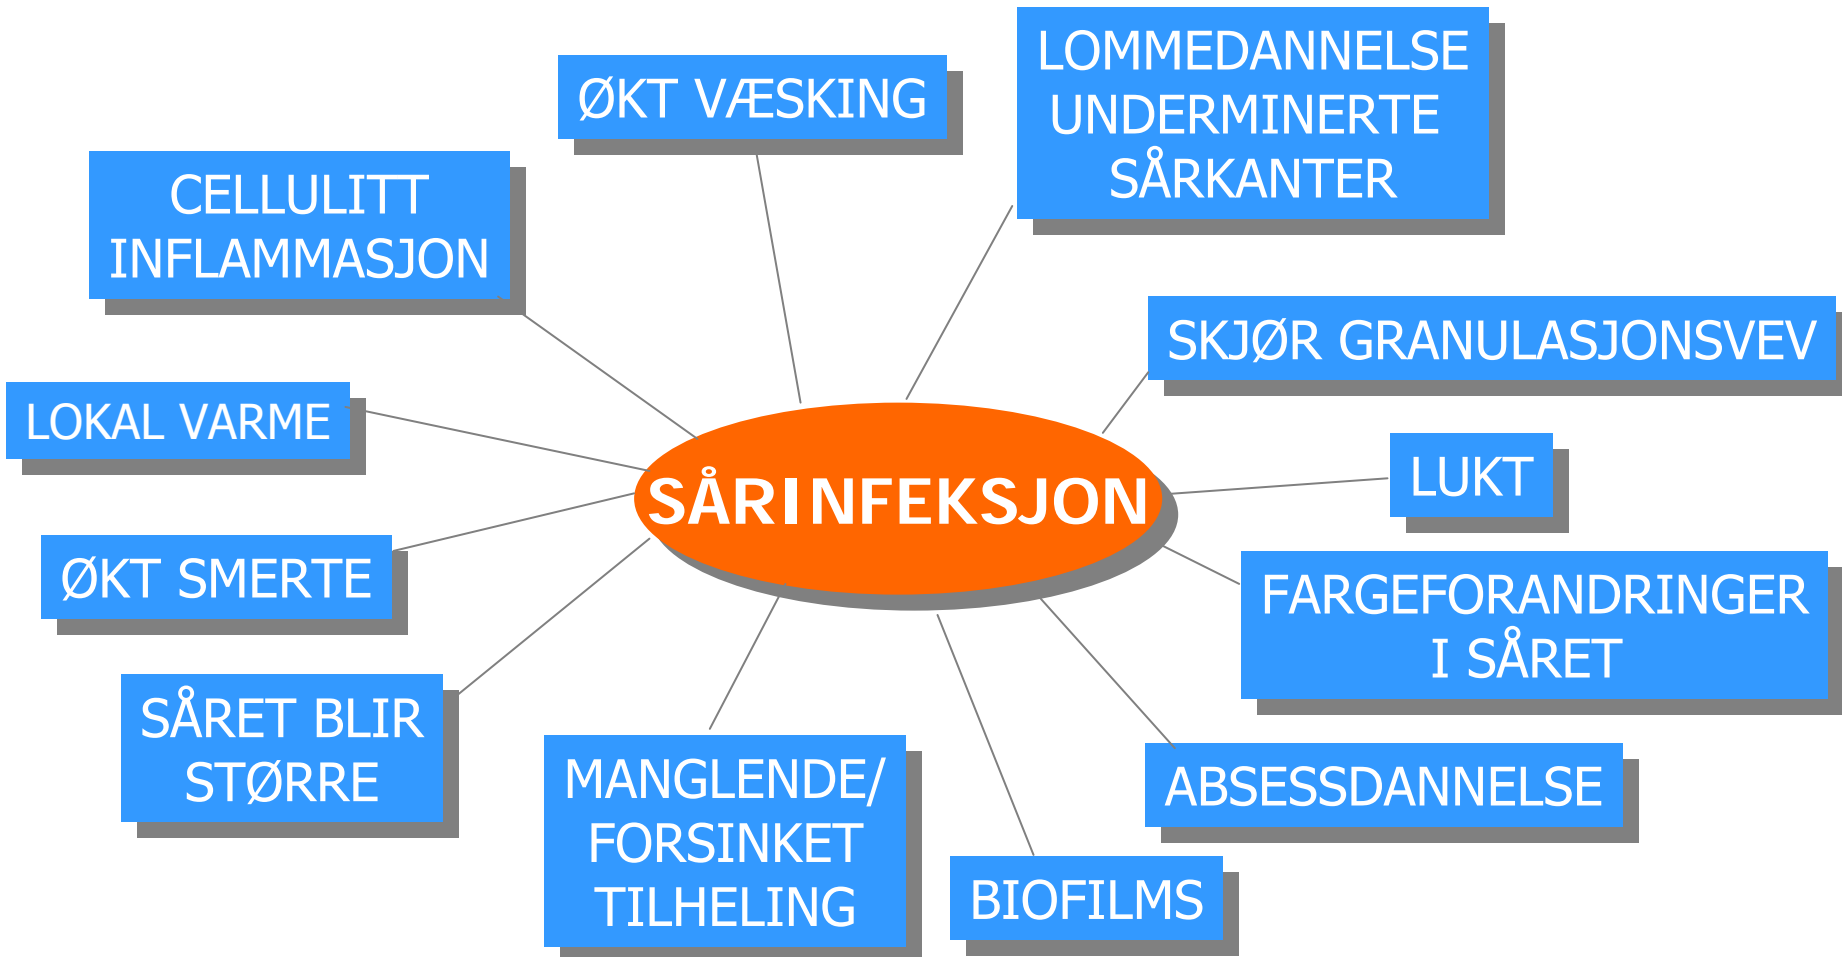 ØKT VÆSKING
LOMMEDANNELSE
UNDERMINERTE
SÅRKANTER
CELLULITT
INFLAMMASJON
SKJØR GRANULASJONSVEV
LOKAL VARME
SÅRINFEKSJON
LUKT
ØKT SMERTE
FARGEFORANDRINGER
I SÅRET
SÅRET BLIR
STØRRE
MANGLENDE/
FORSINKET
TILHELING
ABSESSDANNELSE
BIOFILMS